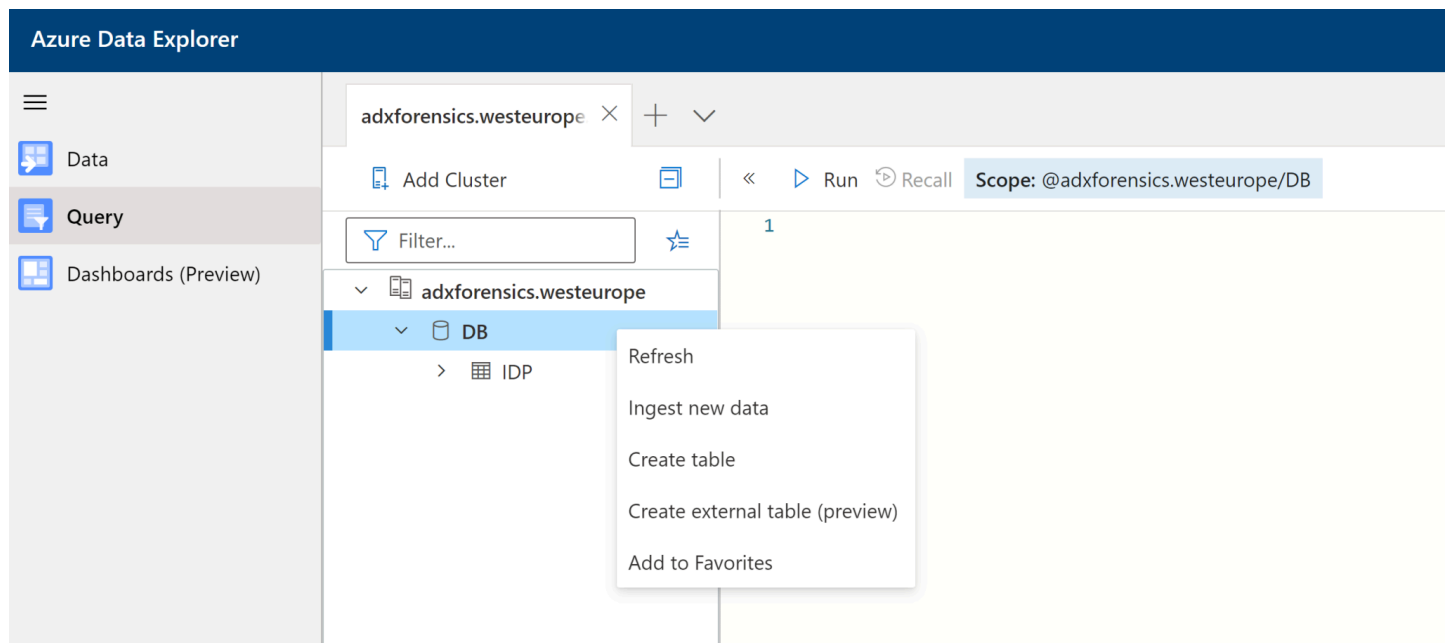 Azure Data Explorer
Data
Query
Dashboards (Preview)
adxforensics.westeurope
Add Cluster
Run
Recall
Scope: @adxforensics.westeurope/DB
Filter...
1
adxforensics.westeurope
DB
IDP
Refresh
Ingest new data
Create table
Create external table (preview)
Add to Favorites